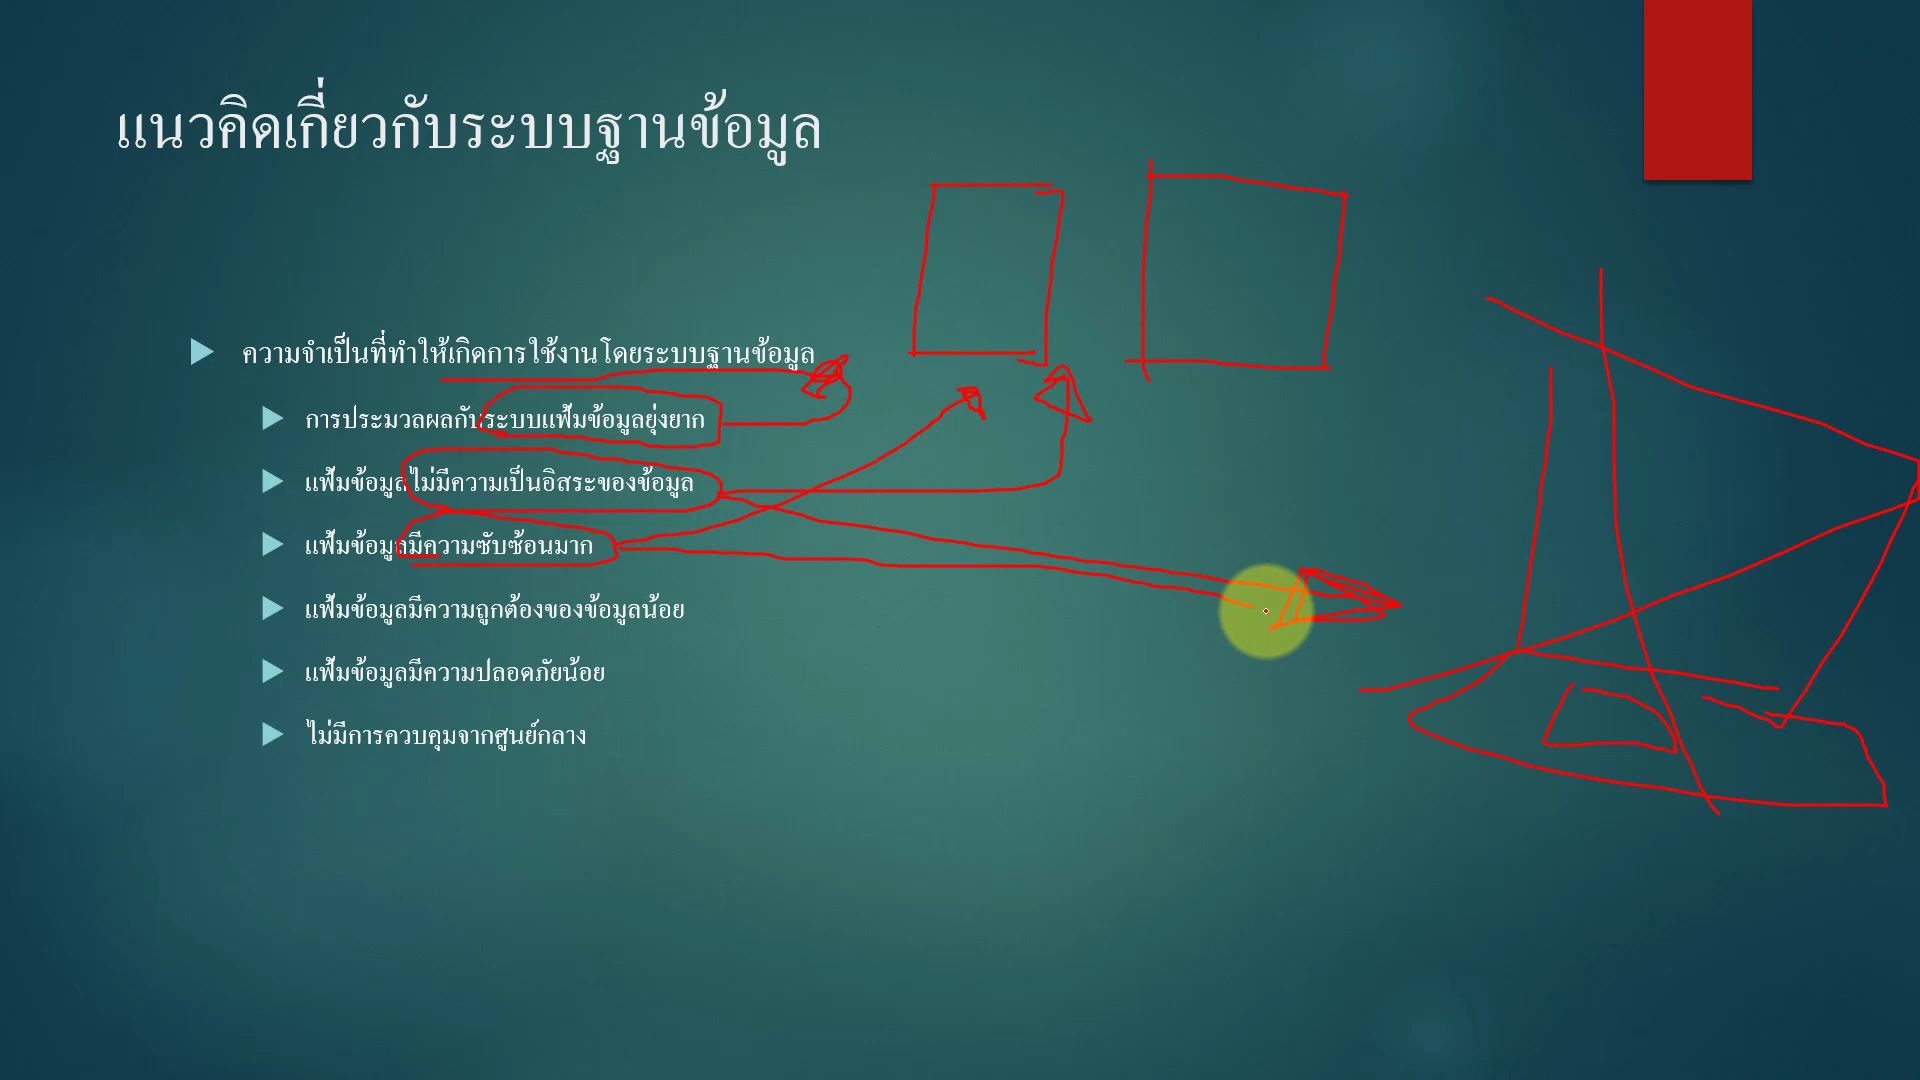 แนวคิดเกี่ยวกับระบบฐานข้อมูล
ความจำเป็นที่ทำให้เกิดการใช้งานโดยระบบฐานข้อมูล
การประมวลผลกับระบบแฟ้มข้อมูลยุ่งยาก
แฟ้มข้อมูลไม่มีความเป็นอิสระของข้อมูล
แฟ้มข้อมูลมีความซับซ้อนมาก
แฟ้มข้อมูลมีความถูกต้องของข้อมูลน้อย
แฟ้มข้อมูลมีความปลอดภัยน้อย
ไม่มีการควบคุมจากศูนย์กลาง